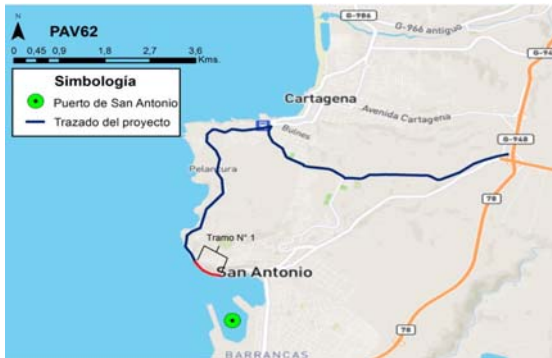 N
PAV62
0 0,45 0,9 1,8 2,7 3,6
Kms.
Simbología
Puerto de San Antonio
Trazado del proyecto
G-986
G-966 antiguo
Cartagena
Avenida Cartagena
Bulnes
G-948
78
Tramo N° 1
San Antonio
78
BARRANCAS